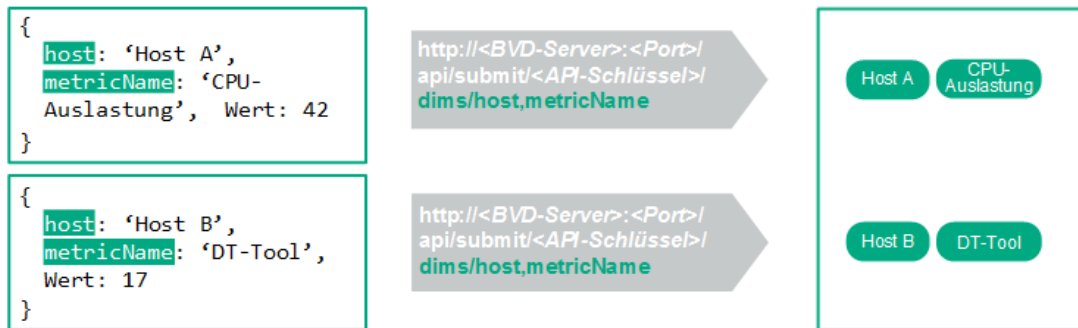 {
host: ‘Host A’,
metricName: ‘CPU-
Auslastung’, Wert: 42
}
http://<BVD-Server>:<Port>/
api/submit/<API-Schlüssel>/
dims/host,metricName
Host A
CPU-
Auslastung
{
host: ‘Host B’,
metricName: ‘DT-Tool’,
Wert: 17
}
http://<BVD-Server>:<Port>/
api/submit/<API-Schlüssel>/
dims/host,metricName
Host B
DT-Tool